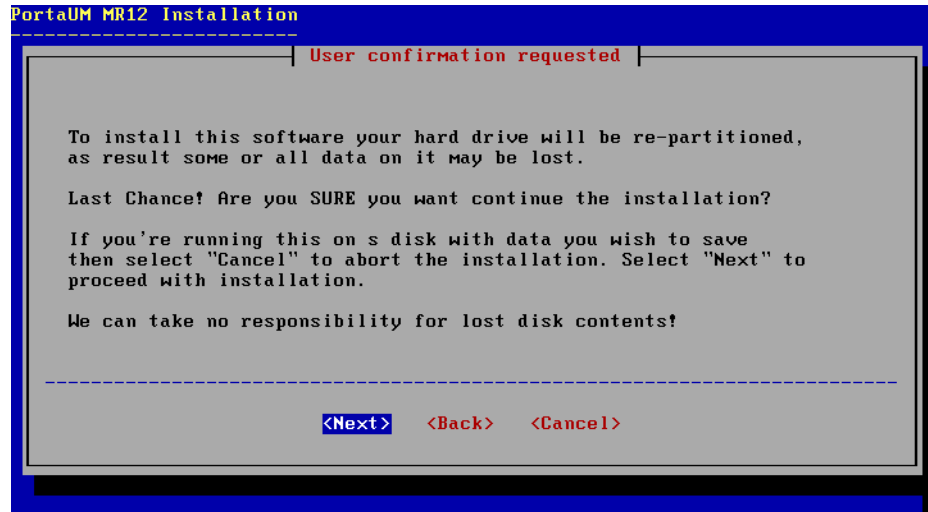 PortaUM MR12 Installation
User confirmation requested
To install this software your hard drive will be re-partitioned,
as result some or all data on it may be lost.
Last Chance! Are you SURE you want continue the installation?
If you're running this on s disk with data you wish to save
then select "Cancel" to abort the installation. Select "Next" to
proceed with installation.
We can take no responsibility for lost disk contents!
<Next> <Back> <Cancel>